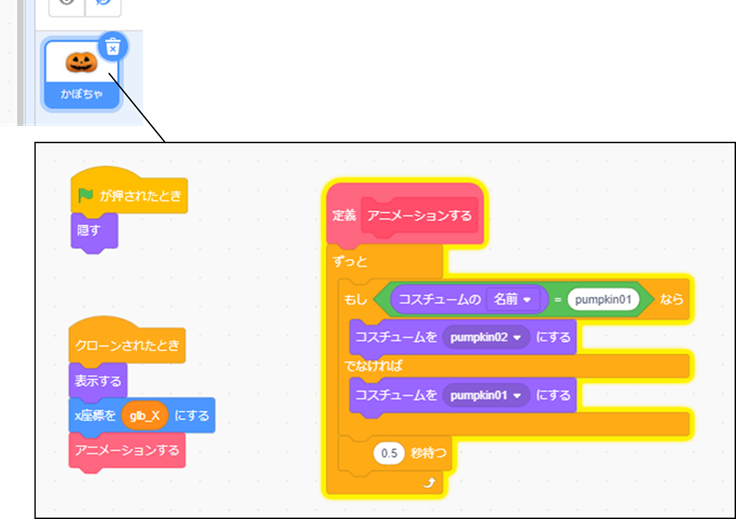 かぼちゃ
が押されたとき
隠す
クローンされたとき
表示する
x座標を glb_X にする
アニメーションする
定義 アニメーションする
ずっと
もし コスチュームの 名前 = pumpkin01 なら
コスチュームを pumpkin02 にする
でなければ
コスチュームを pumpkin01 にする
0.5 秒待つ